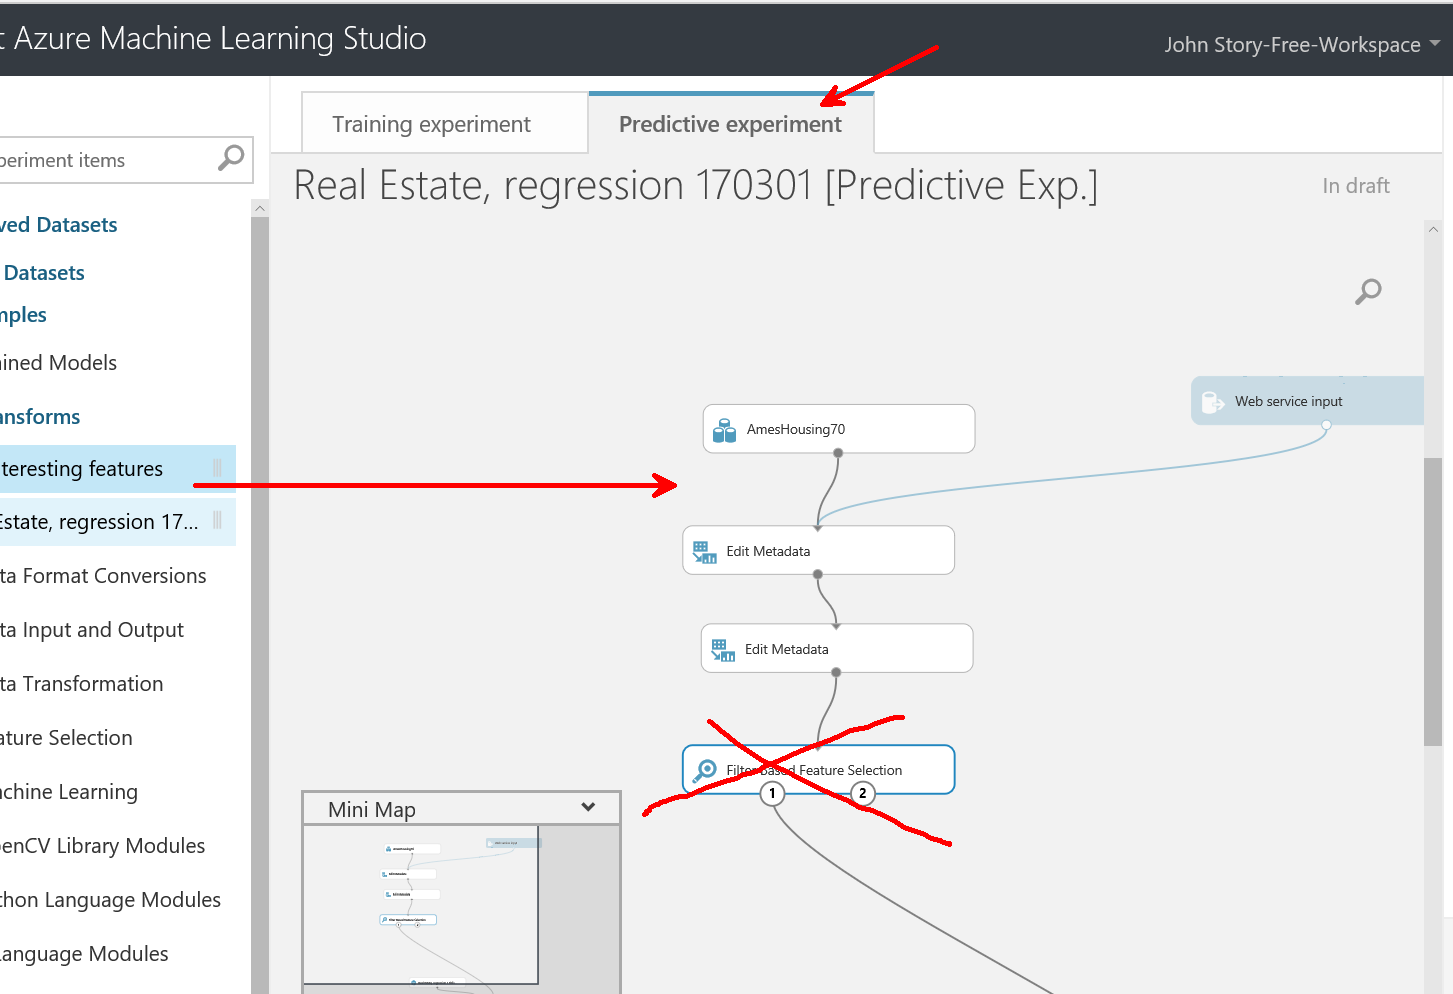 t Azure Machine Learning Studio
John Story-Free-Workspace
Training experiment
Predictive experiment
periment items
Real Estate, regression 170301 [Predictive Exp.]
In draft
ved Datasets
Datasets
mples
ined Models
ansforms
teresting features
Estate, regression 17...
ta Format Conversions
ta Input and Output
ta Transformation
ature Selection
achine Learning
penCV Library Modules
thon Language Modules
Language Modules
Web service input
AmesHousing70
Edit Metadata
Edit Metadata
Filter Based Feature Selection
1
2
Mini Map